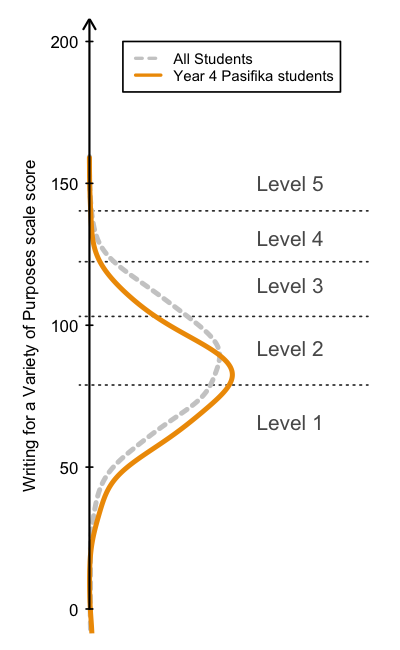 200
All Students
Year 4 Pasifika students
150
Level 5
Level 4
Level 3
100
Level 2
Level 1
50
0
Writing for a Variety of Purposes scale score